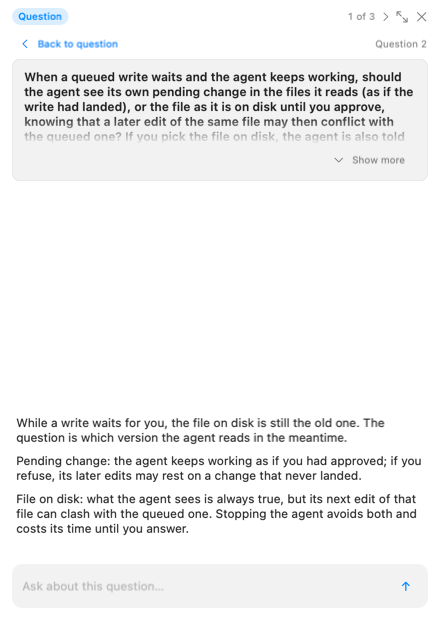 Question
1 of 3
Back to question
Question 2
When a queued write waits and the agent keeps working, should
the agent see its own pending change in the files it reads (as if the
write had landed), or the file as it is on disk until you approve,
knowing that a later edit of the same file may then conflict with
the queued one? If you pick the file on disk, the agent is also told
Show more
While a write waits for you, the file on disk is still the old one. The
question is which version the agent reads in the meantime.
Pending change: the agent keeps working as if you had approved; if you
refuse, its later edits may rest on a change that never landed.
File on disk: what the agent sees is always true, but its next edit of that
file can clash with the queued one. Stopping the agent avoids both and
costs its time until you answer.
Ask about this question...